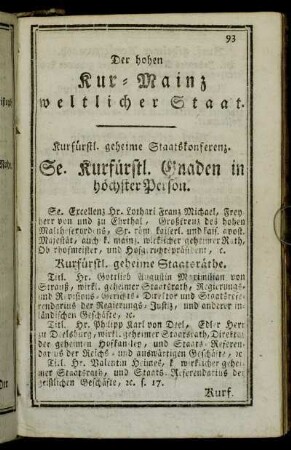 93
Der hohen
Kur-Mainz
weltlicher Staat.
Kurfürstl. geheime Staatskonferenz.
Se. Kurfürstl. Gnaden in
höchster Person.
Se. Excellenz Hr. Lothari Franz Michael, Frey-
herr von und zu Ehrthal, Großkreuz des hohen
Maltheserordens, Sr. röm. kaiserl. und kais. apost.
Majestät, auch k. mainz. wirklicher geheimer Rath,
Obrhofmeister, und Hofgerichtspräsident, ꝛc.
Kurfürstl. geheime Staatsräthe.
Titl. Hr. Gottlieb Augustin Maximilian von
Strauß, wirkl. geheimer Staatsrath, Regierungs-
und Revisions-Gerichts-Direktor und Staatsrefe-
rendarius der Regierungs-Justiz, und anderer in-
ländischen Geschäfte, ꝛc.
Titl. Hr. Philipp Karl von Deel, Edler Herr
zu Deelsburg, wirkl. geheimer Staatsrath, Direktor
der geheimen Hofkanzley, und Staats-Referen-
darius der Reichs- und auswärtigen Geschäfte, ꝛc
Titl. Hr. Valentin Heimes, k wirklicher gehei-
mer Staatsrath, und Staats-Referendarius der
geistlichen Geschäfte, ꝛc. s. 17.
Kurf.